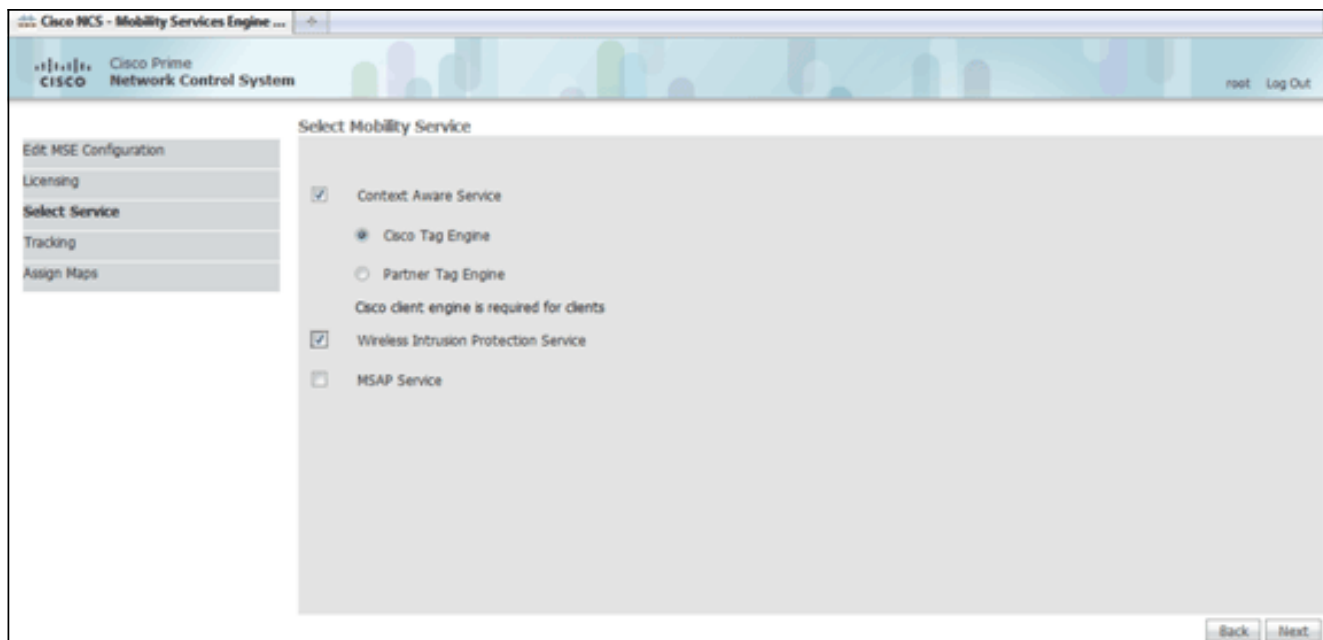 Cisco NCS - Mobility Services Engine ...
CISCO
Cisco Prime
Network Control System
root Log Out
Edit MSE Configuration
Licensing
Select Service
Tracking
Assign Maps
Select Mobility Service
Context Aware Service
Cisco Tag Engine
Partner Tag Engine
Cisco client engine is required for clients
Wireless Intrusion Protection Service
MSAP Service
Back Next